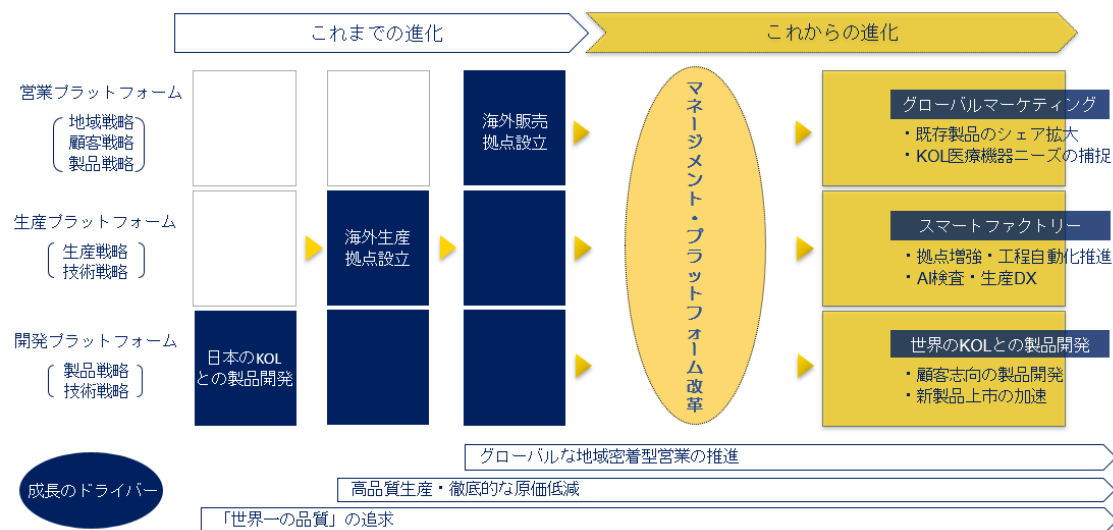 これまでの進化
これからの進化
営業プラットフォーム
地域戦略
顧客戦略
製品戦略
海外販売
拠点設立
マネージメント・プラットフォーム改革
グローバルマーケティング
・既存製品のシェア拡大
・KOL医療機器ニーズの捕捉
生産プラットフォーム
生産戦略
技術戦略
海外生産
拠点設立
スマートファクトリー
・拠点増強・工程自動化推進
・AI検査・生産DX
開発プラットフォーム
製品戦略
技術戦略
日本のKOL
との製品開発
世界のKOLとの製品開発
・顧客志向の製品開発
・新製品上市の加速
成長のドライバー
グローバルな地域密着型営業の推進
高品質生産・徹底的な原価低減
「世界一の品質」の追求